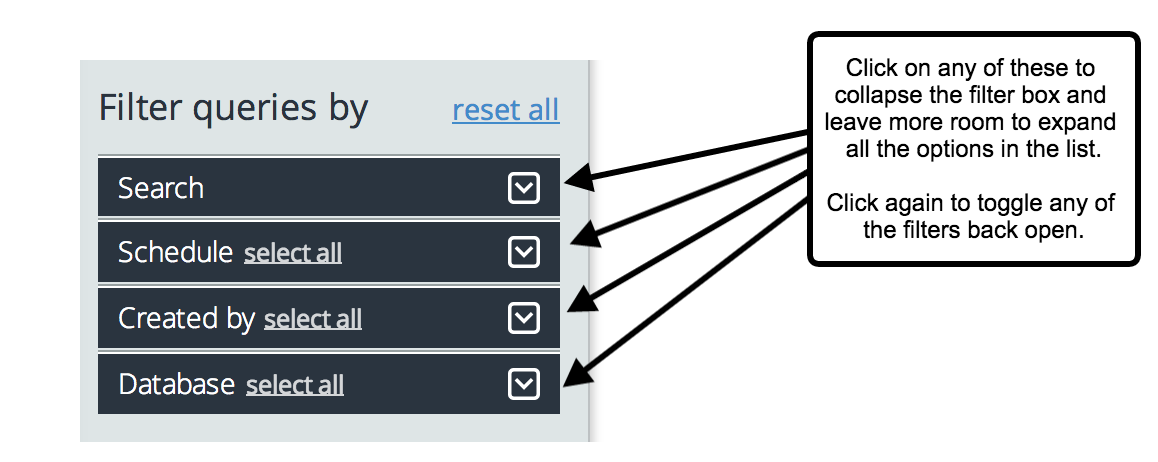 Filter queries by reset all
Search
Schedule select all
Created by select all
Database select all
Click on any of these to
collapse the filter box and
leave more room to expand
all the options in the list.
Click again to toggle any of
the filters back open.